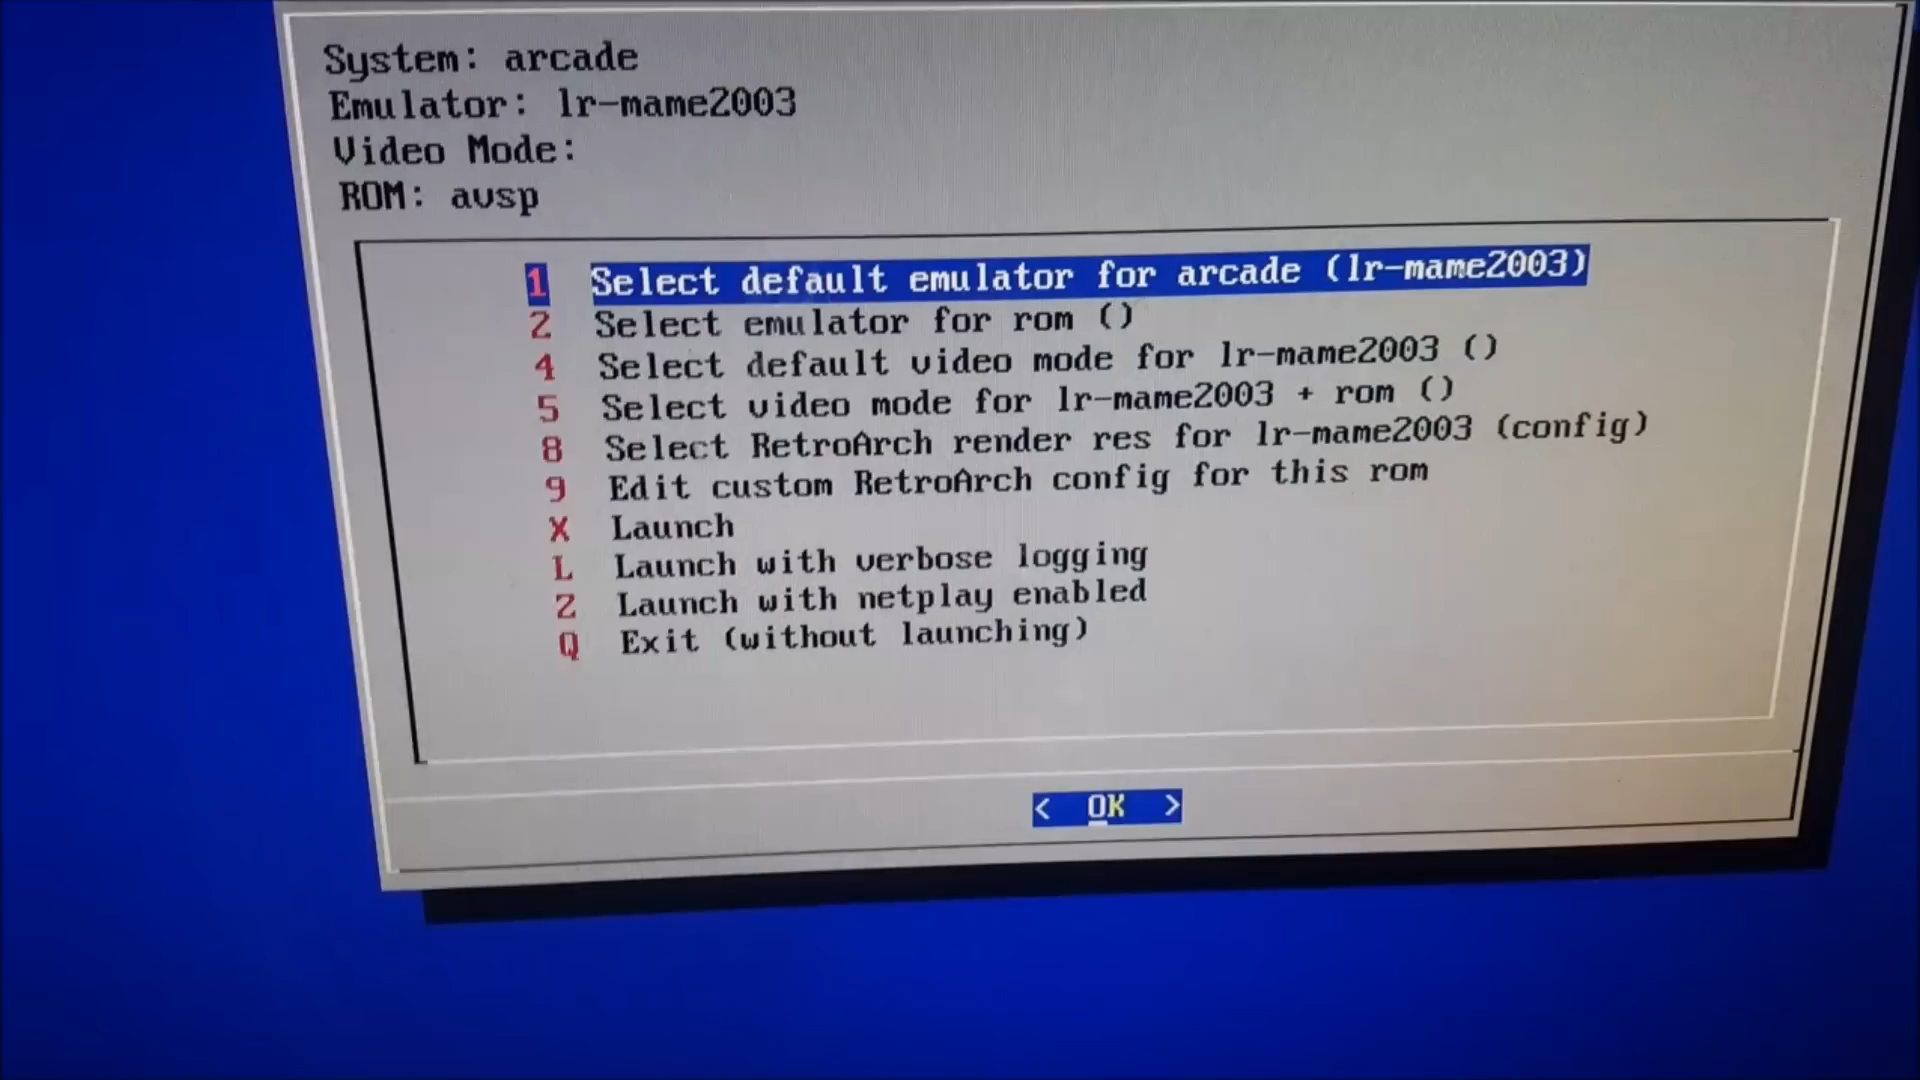 System: arcade
Emulator: lr-mame2003
Video Mode:
ROM: avsp
1 Select default emulator for arcade (lr-mame2003)
2 Select emulator for rom ()
4 Select default video mode for lr-mame2003 ()
5 Select video mode for lr-mame2003 + rom ()
8 Select RetroArch render res for lr-mame2003 (config)
9 Edit custom RetroArch config for this rom
X Launch
L Launch with verbose logging
Z Launch with netplay enabled
Q Exit (without launching)
< OK >